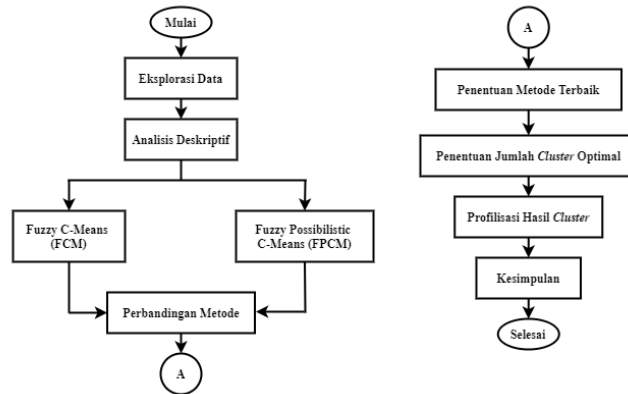 Mulai
Eksplorasi Data
Analisis Deskriptif
Fuzzy C-Means
(FCM)
Fuzzy Possibilistic
C-Means (FPCM)
Perbandingan Metode
A
A
Penentuan Metode Terbaik
Penentuan Jumlah Cluster Optimal
Profilisasi Hasil Cluster
Kesimpulan
Selesai